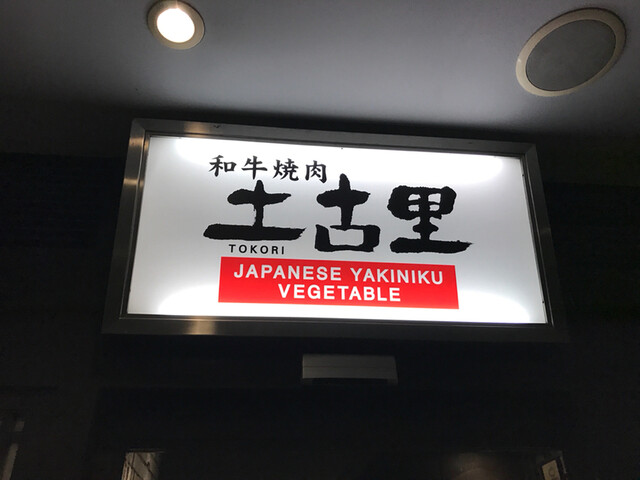 和牛焼肉
土古里
TOKORI
JAPANESE YAKINIKU
VEGETABLE